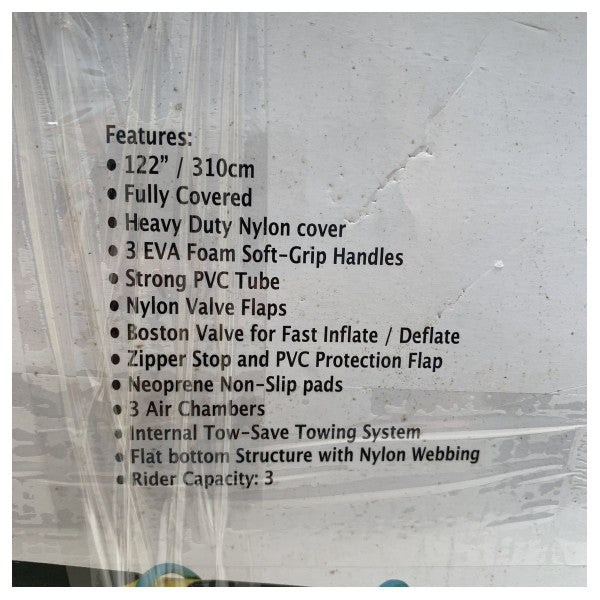 Features:
• 122” / 310cm
• Fully Covered
• Heavy Duty Nylon cover
• 3 EVA Foam Soft-Grip Handles
• Strong PVC Tube
• Nylon Valve Flaps
• Boston Valve for Fast Inflate / Deflate
• Zipper Stop and PVC Protection Flap
• Neoprene Non-Slip pads
• 3 Air Chambers
• Internal Tow-Save Towing System
• Flat bottom Structure with Nylon Webbing
• Rider Capacity: 3